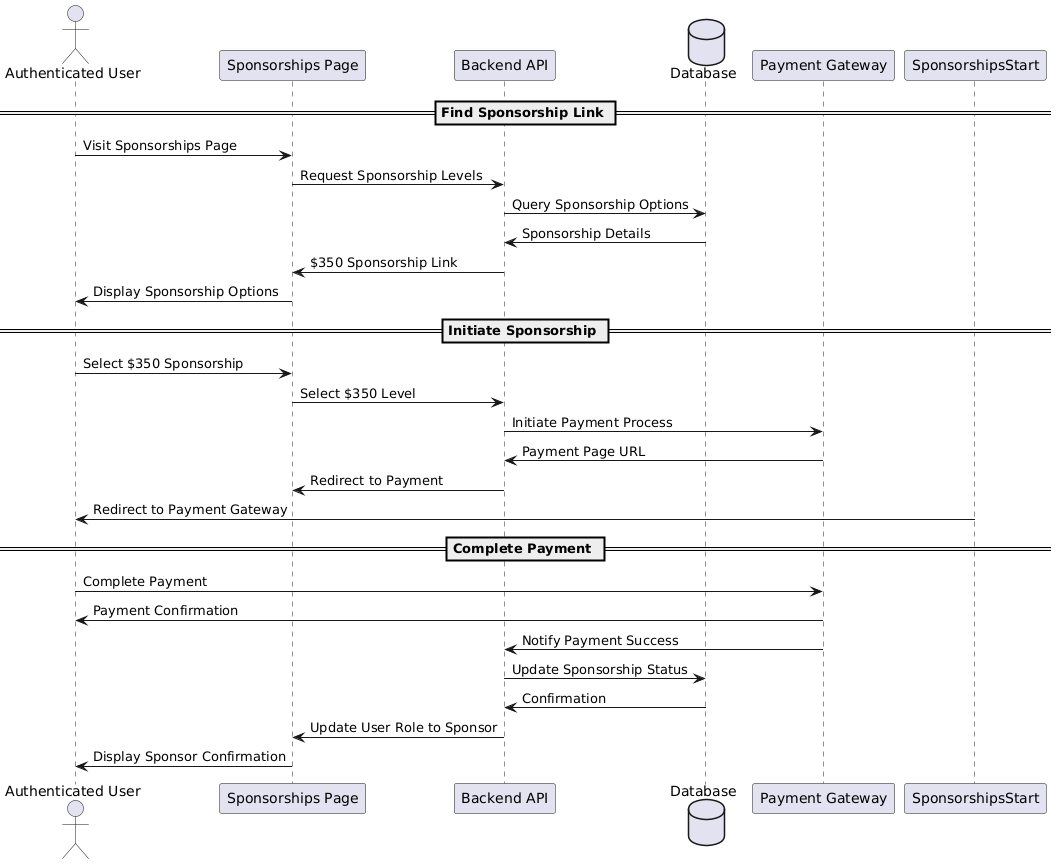 Authenticated User
Sponsorships Page
Backend API
Database
Payment Gateway
SponsorshipsStart
Find Sponsorship Link
Visit Sponsorships Page
Request Sponsorship Levels
Query Sponsorship Options
Sponsorship Details
$350 Sponsorship Link
Display Sponsorship Options
Initiate Sponsorship
Select $350 Sponsorship
Select $350 Level
Initiate Payment Process
Payment Page URL
Redirect to Payment
Redirect to Payment Gateway
Complete Payment
Complete Payment
Payment Confirmation
Notify Payment Success
Update Sponsorship Status
Confirmation
Update User Role to Sponsor
Display Sponsor Confirmation
Authenticated User
Sponsorships Page
Backend API
Database
Payment Gateway
SponsorshipsStart